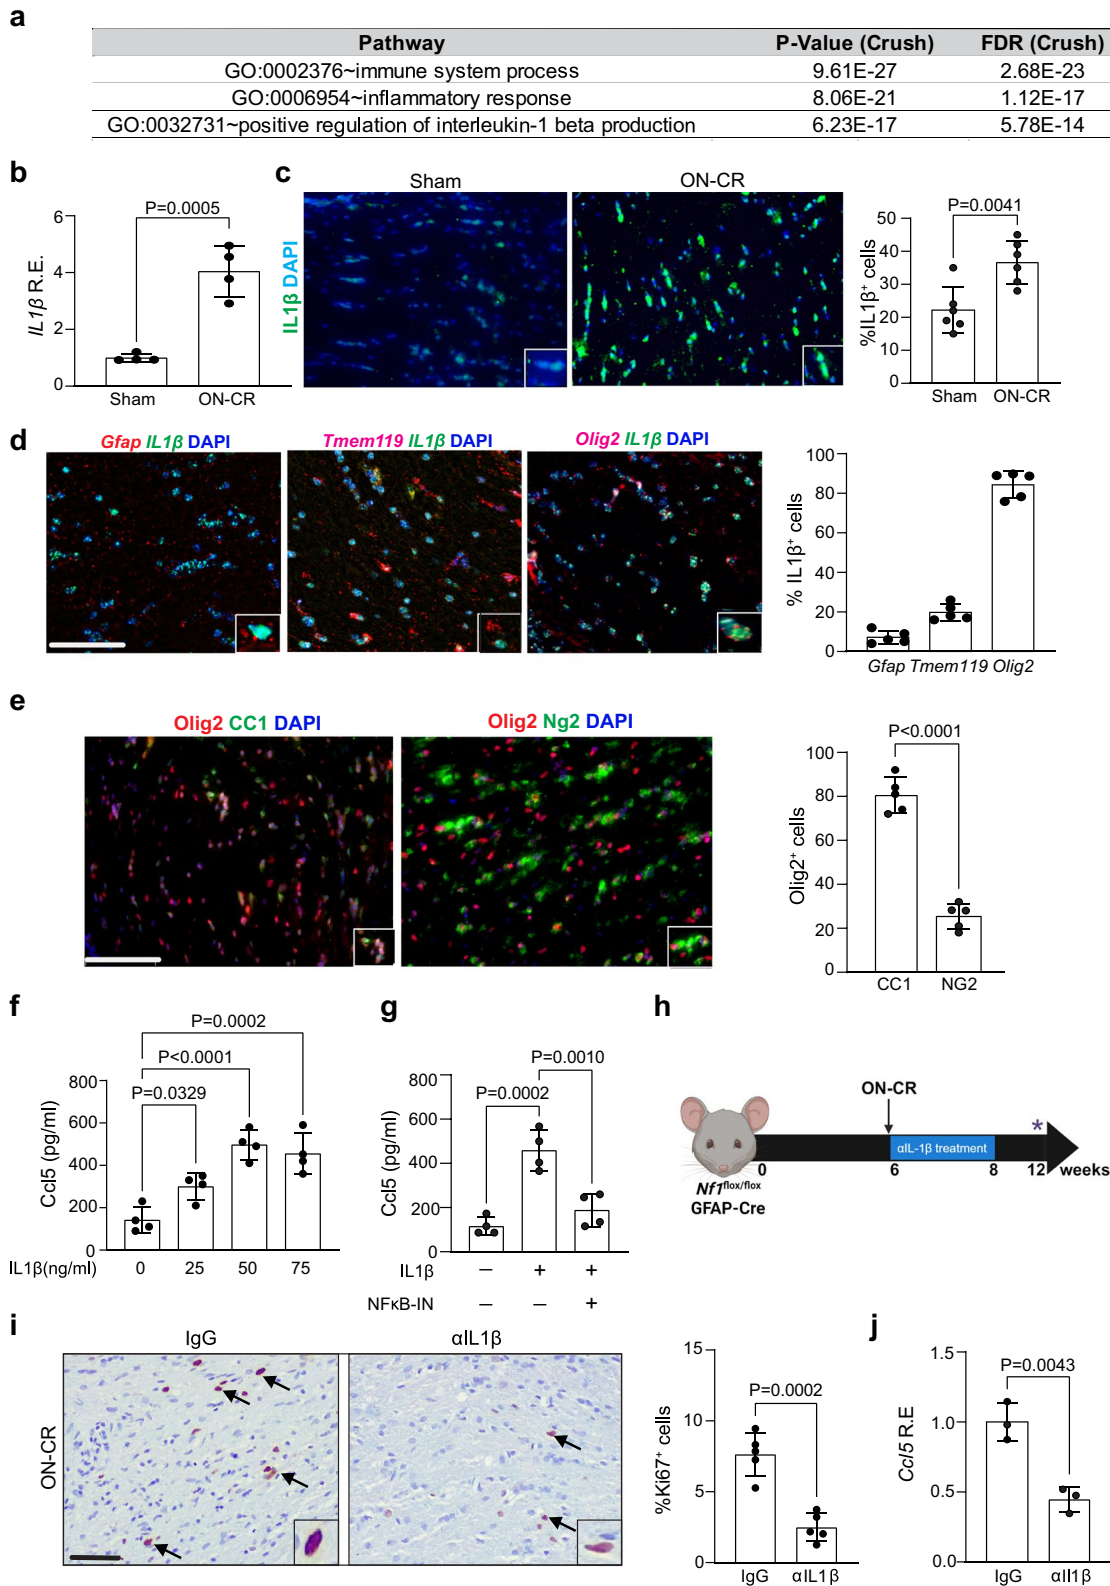 a
Pathway P-Value (Crush) FDR (Crush)
GO:0002376~immune system process 9.61E-27 2.68E-23
GO:0006954~inflammatory response 8.06E-21 1.12E-17
GO:0032731~positive regulation of interleukin-1 beta production 6.23E-17 5.78E-14
b
P=0.0005
IL1β R.E.
6
4
2
0
Sham ON-CR
c
Sham ON-CR
IL1β DAPI
P=0.0041
%IL1β+ cells
50
40
30
20
10
0
Sham ON-CR
d
Gfap IL1β DAPI
Tmem119 IL1β DAPI
Olig2 IL1β DAPI
% IL1β+ cells
100
80
60
40
20
0
Gfap Tmem119 Olig2
e
Olig2 CC1 DAPI
Olig2 Ng2 DAPI
P<0.0001
Olig2+ cells
100
80
60
40
20
0
CC1 NG2
f
P=0.0002
P<0.0001
P=0.0329
Ccl5 (pg/ml)
800
600
400
200
0
IL1β(ng/ml) 0 25 50 75
g
P=0.0010
P=0.0002
Ccl5 (pg/ml)
800
600
400
200
0
IL1β − + +
NFκB-IN − − +
h
ON-CR
*
αIL-1β treatment
0 6 8 12 weeks
Nf1flox/flox
GFAP-Cre
i
IgG αIL1β
ON-CR
P=0.0002
%Ki67+ cells
15
10
5
0
IgG αIL1β
j
P=0.0043
Ccl5 R.E
1.5
1.0
0.5
0.0
IgG αIl1β